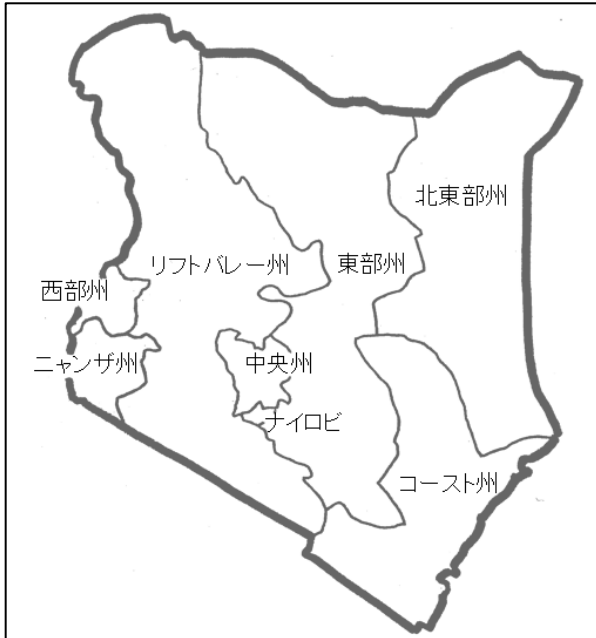 北東部州
リフトバレー州
東部州
西部州
ニャンザ州
中央州
ナイロビ
コースト州